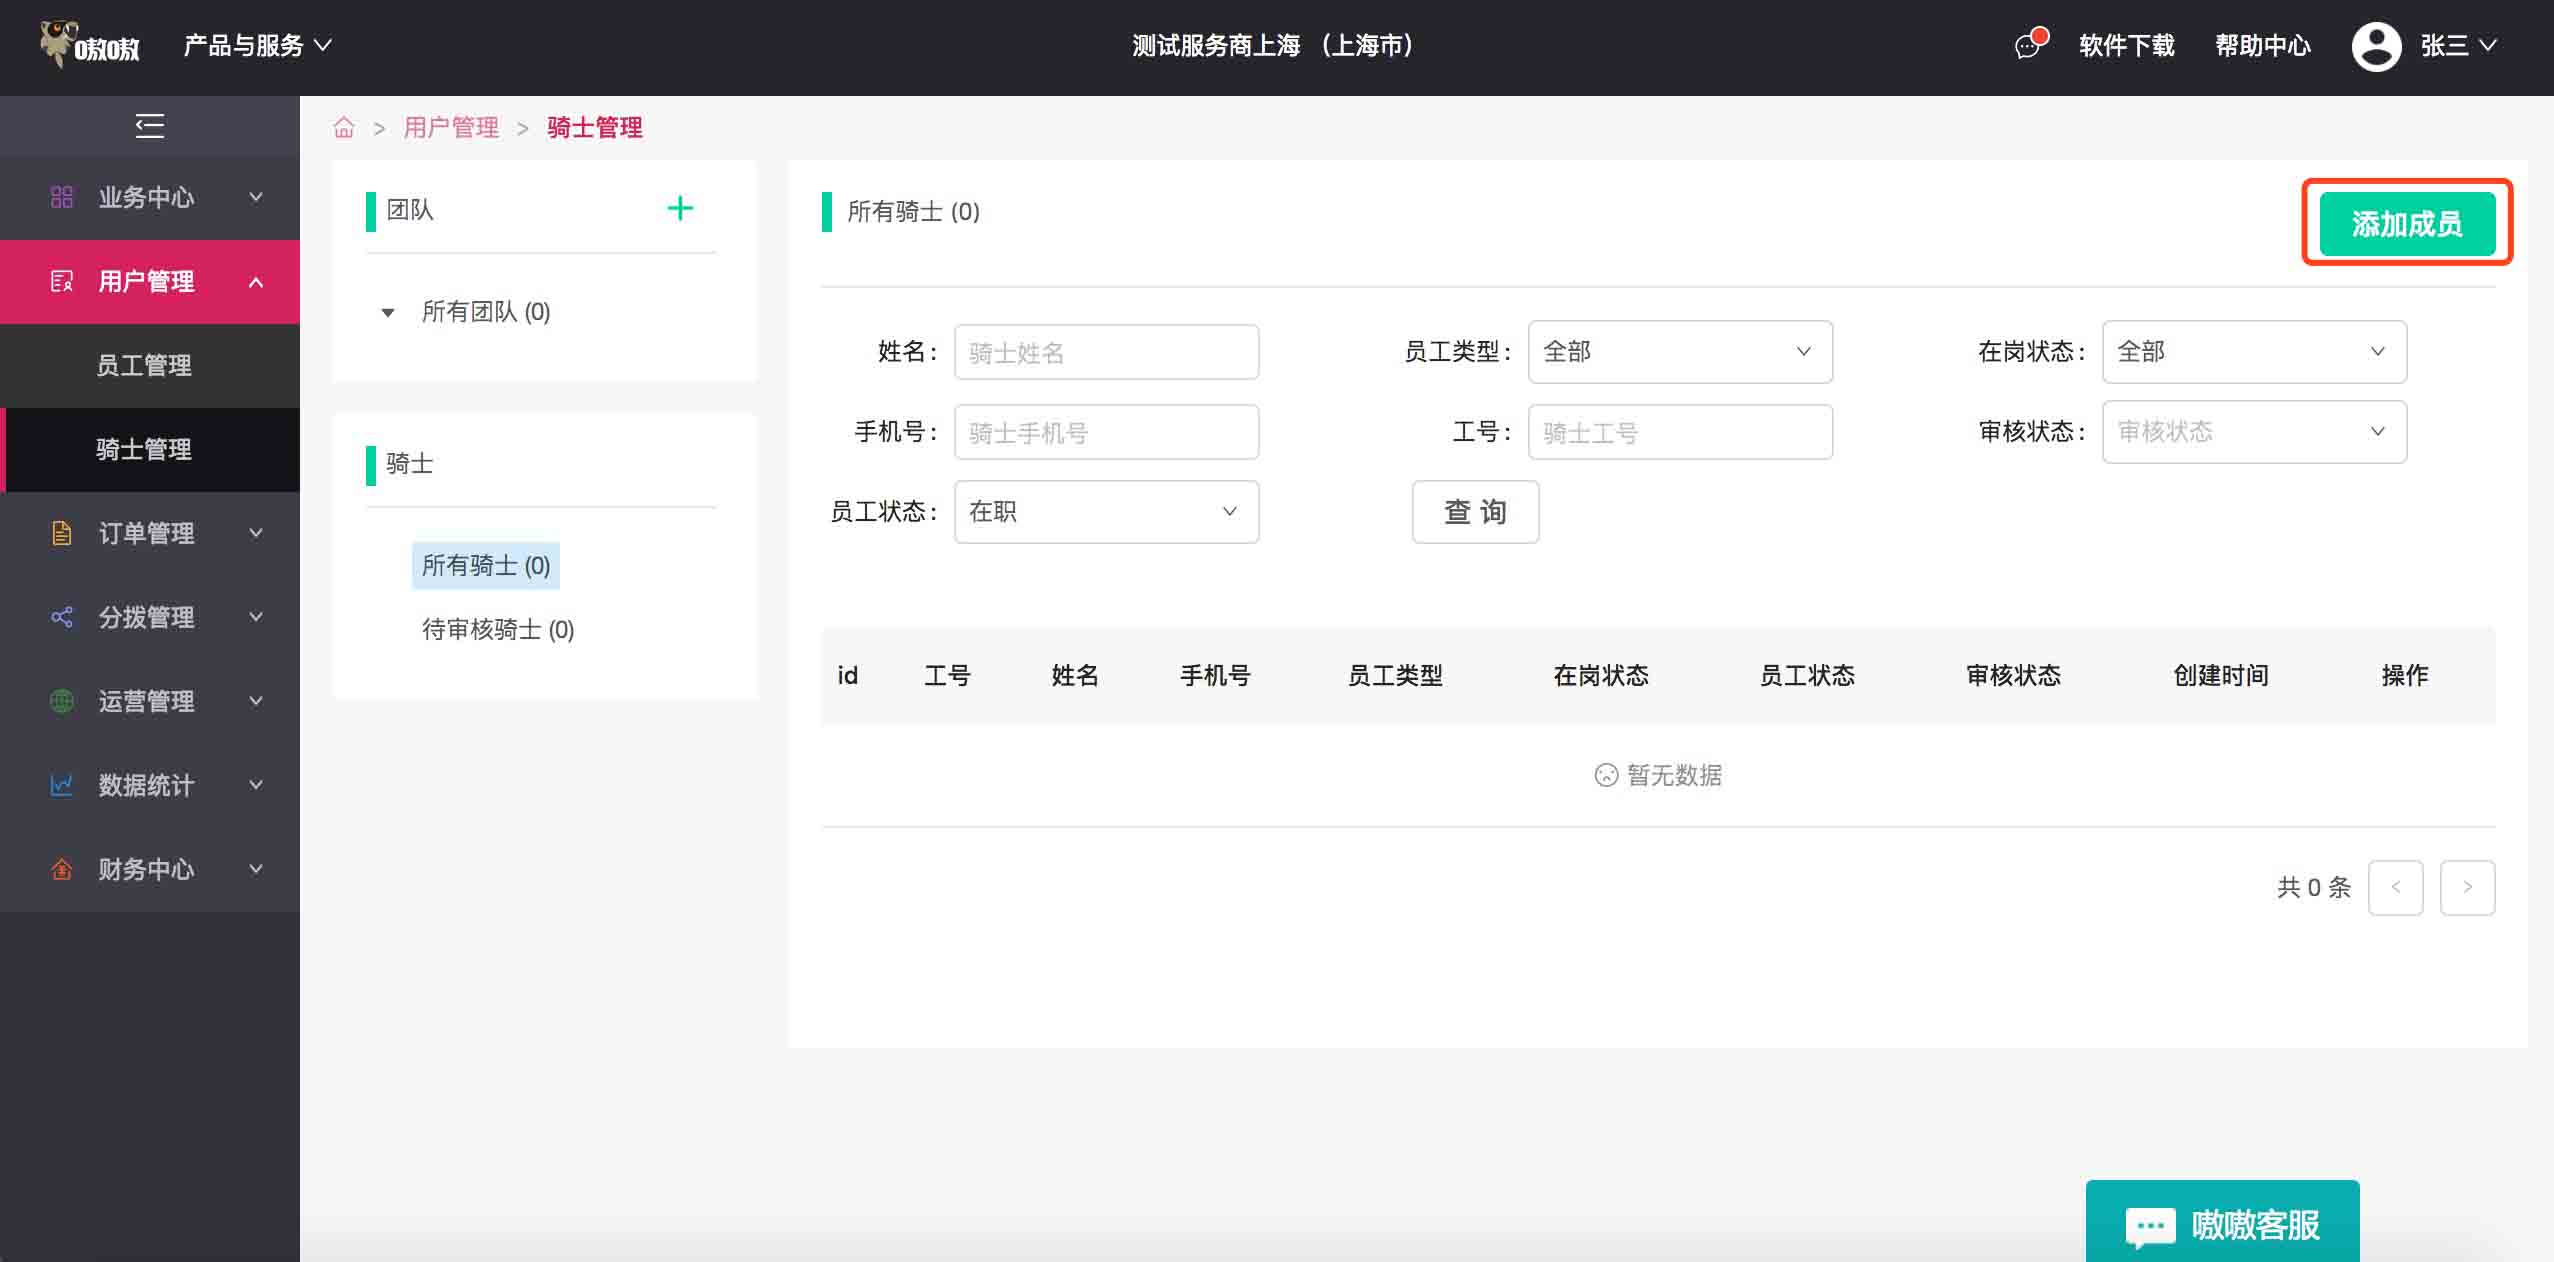 嗷嗷 产品与服务 测试服务商上海 （上海市） 软件下载 帮助中心 张三
> 用户管理 > 骑士管理
业务中心
用户管理
员工管理
骑士管理
订单管理
分拨管理
运营管理
数据统计
财务中心
团队 +
所有团队 (0)
骑士
所有骑士 (0)
待审核骑士 (0)
所有骑士 (0) 添加成员
姓名： 骑士姓名 员工类型： 全部 在岗状态： 全部
手机号： 骑士手机号 工号： 骑士工号 审核状态： 审核状态
员工状态： 在职 查 询
id 工号 姓名 手机号 员工类型 在岗状态 员工状态 审核状态 创建时间 操作
暂无数据
共 0 条 < >
嗷嗷客服